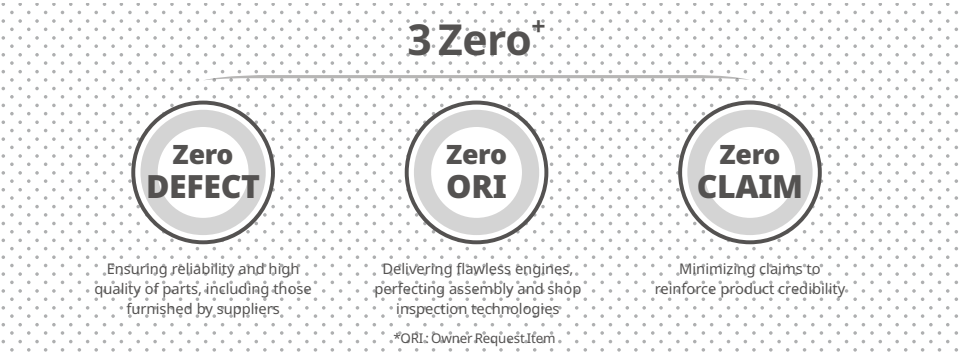 3 Zero+
Zero
DEFECT
Zero
ORI
Zero
CLAIM
Ensuring reliability and high
quality of parts, including those
furnished by suppliers
Delivering flawless engines,
perfecting assembly and shop
inspection technologies
*ORI : Owner Request Item
Minimizing claims to
reinforce product credibility